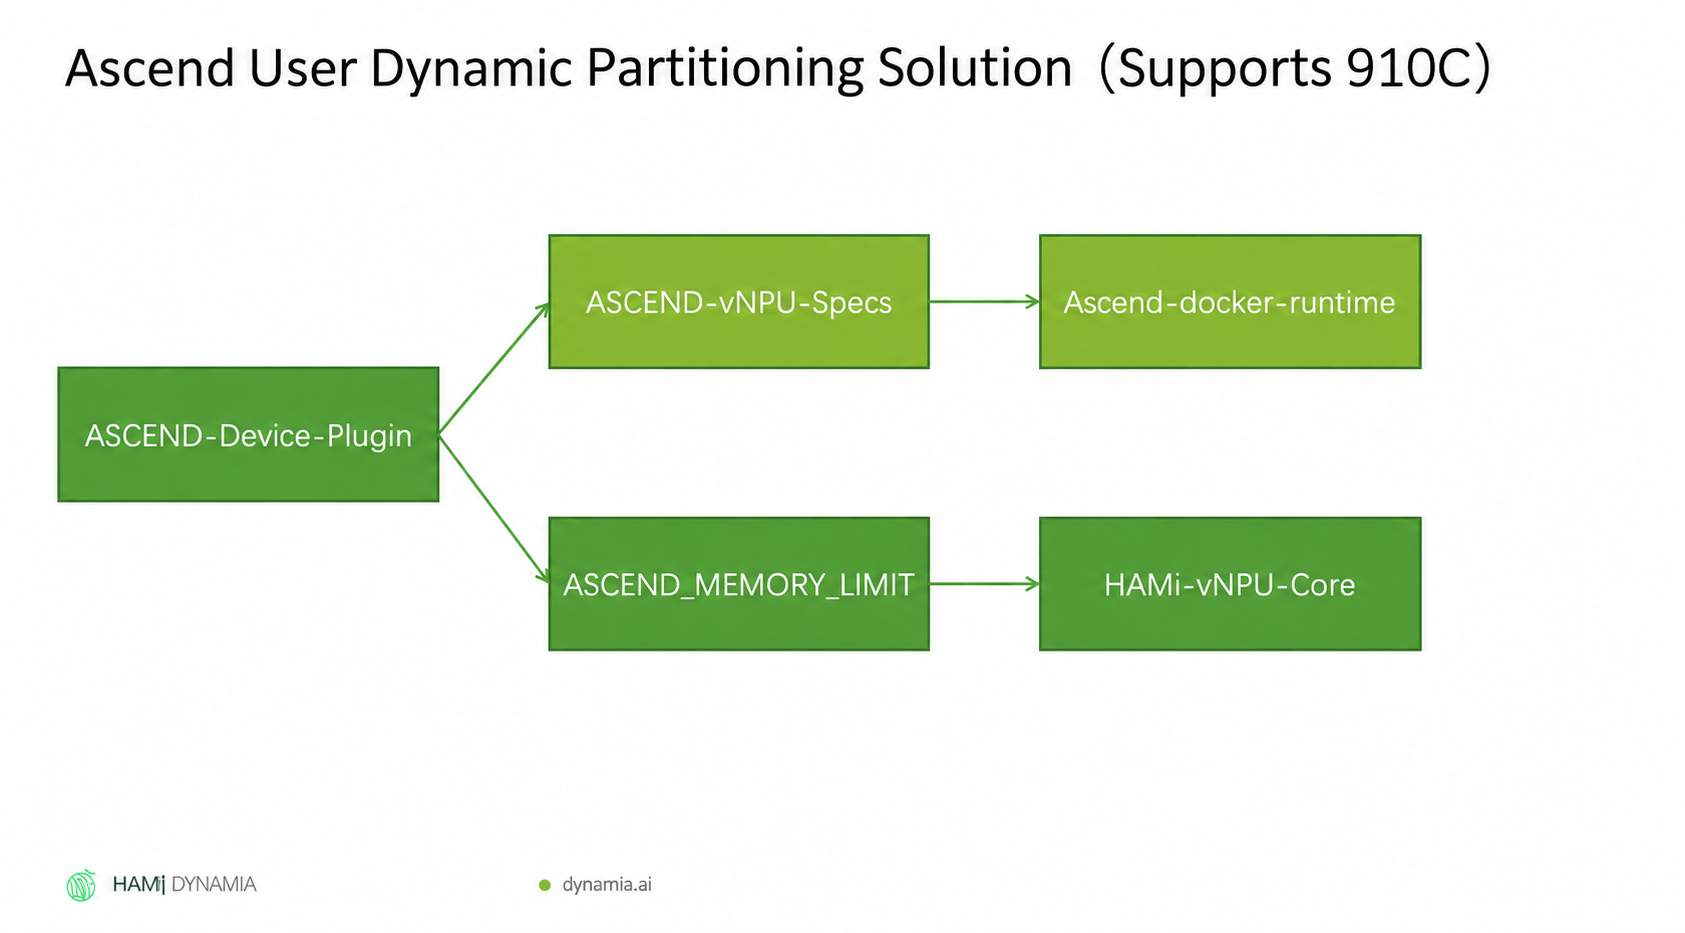 Ascend User Dynamic Partitioning Solution（Supports 910C）
ASCEND-vNPU-Specs
Ascend-docker-runtime
ASCEND-Device-Plugin
ASCEND_MEMORY_LIMIT
HAMi-vNPU-Core
HAMi DYNAMIA
dynamia.ai